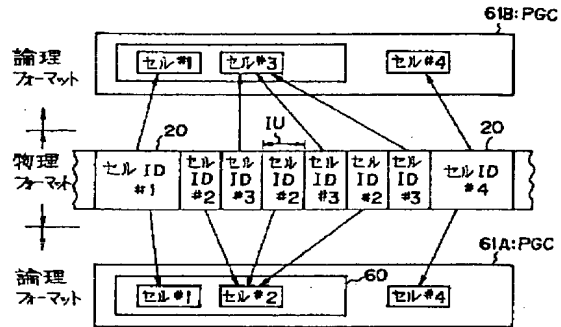 61B:PGC
論理
フォーマット
セル#1
セル#3
セル#4
20
IU
20
物理
フォーマット
セル ID
#1
セル
ID
#2
セル
ID
#3
セル
ID
#2
セル
ID
#3
セル
ID
#2
セル
ID
#3
セル ID
#4
論理
フォーマット
61A:PGC
60
セル#1
セル#2
セル#4